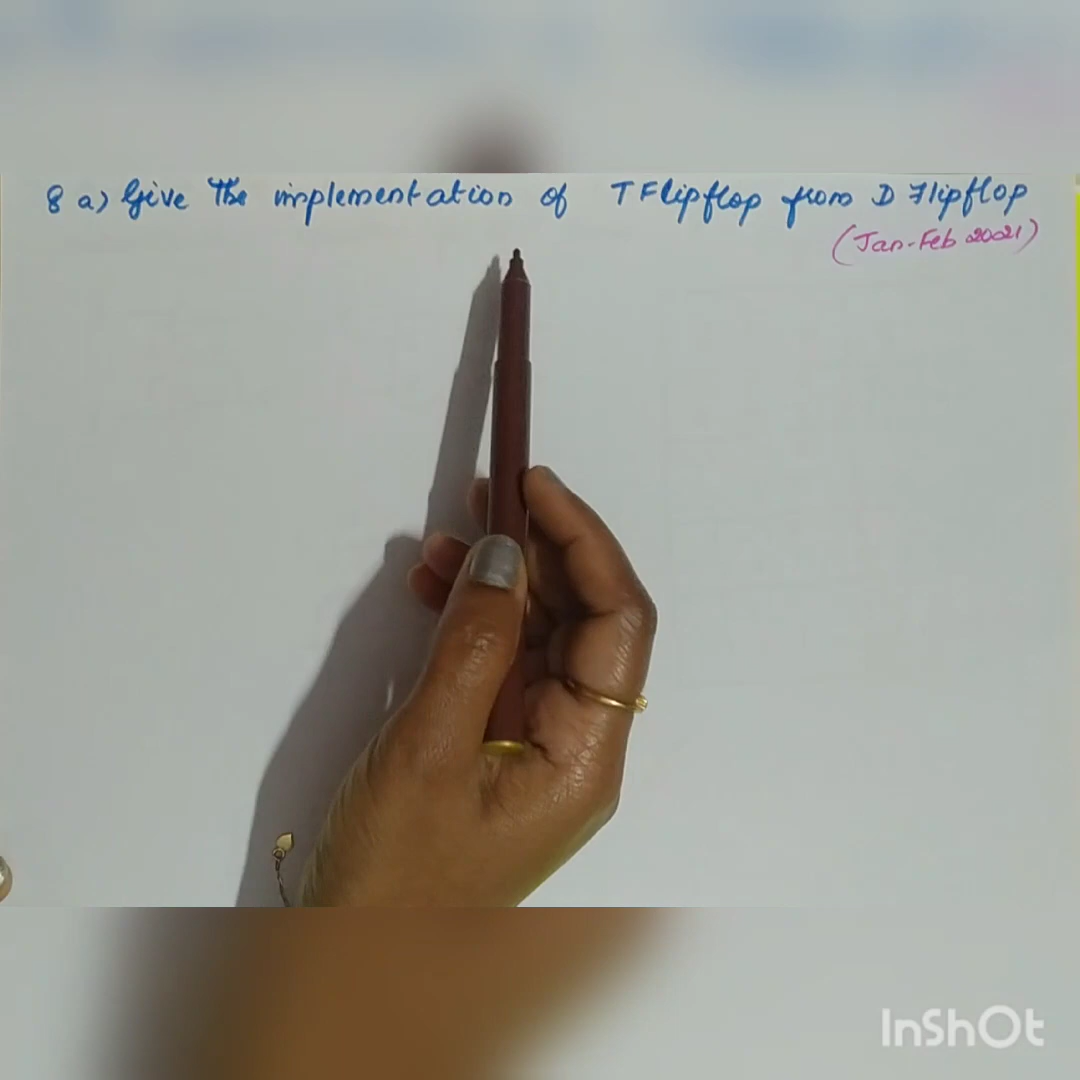 8 a) Give The implementation of T Flipflop from D Flipflop
(Jan-Feb 2021)
InShOt